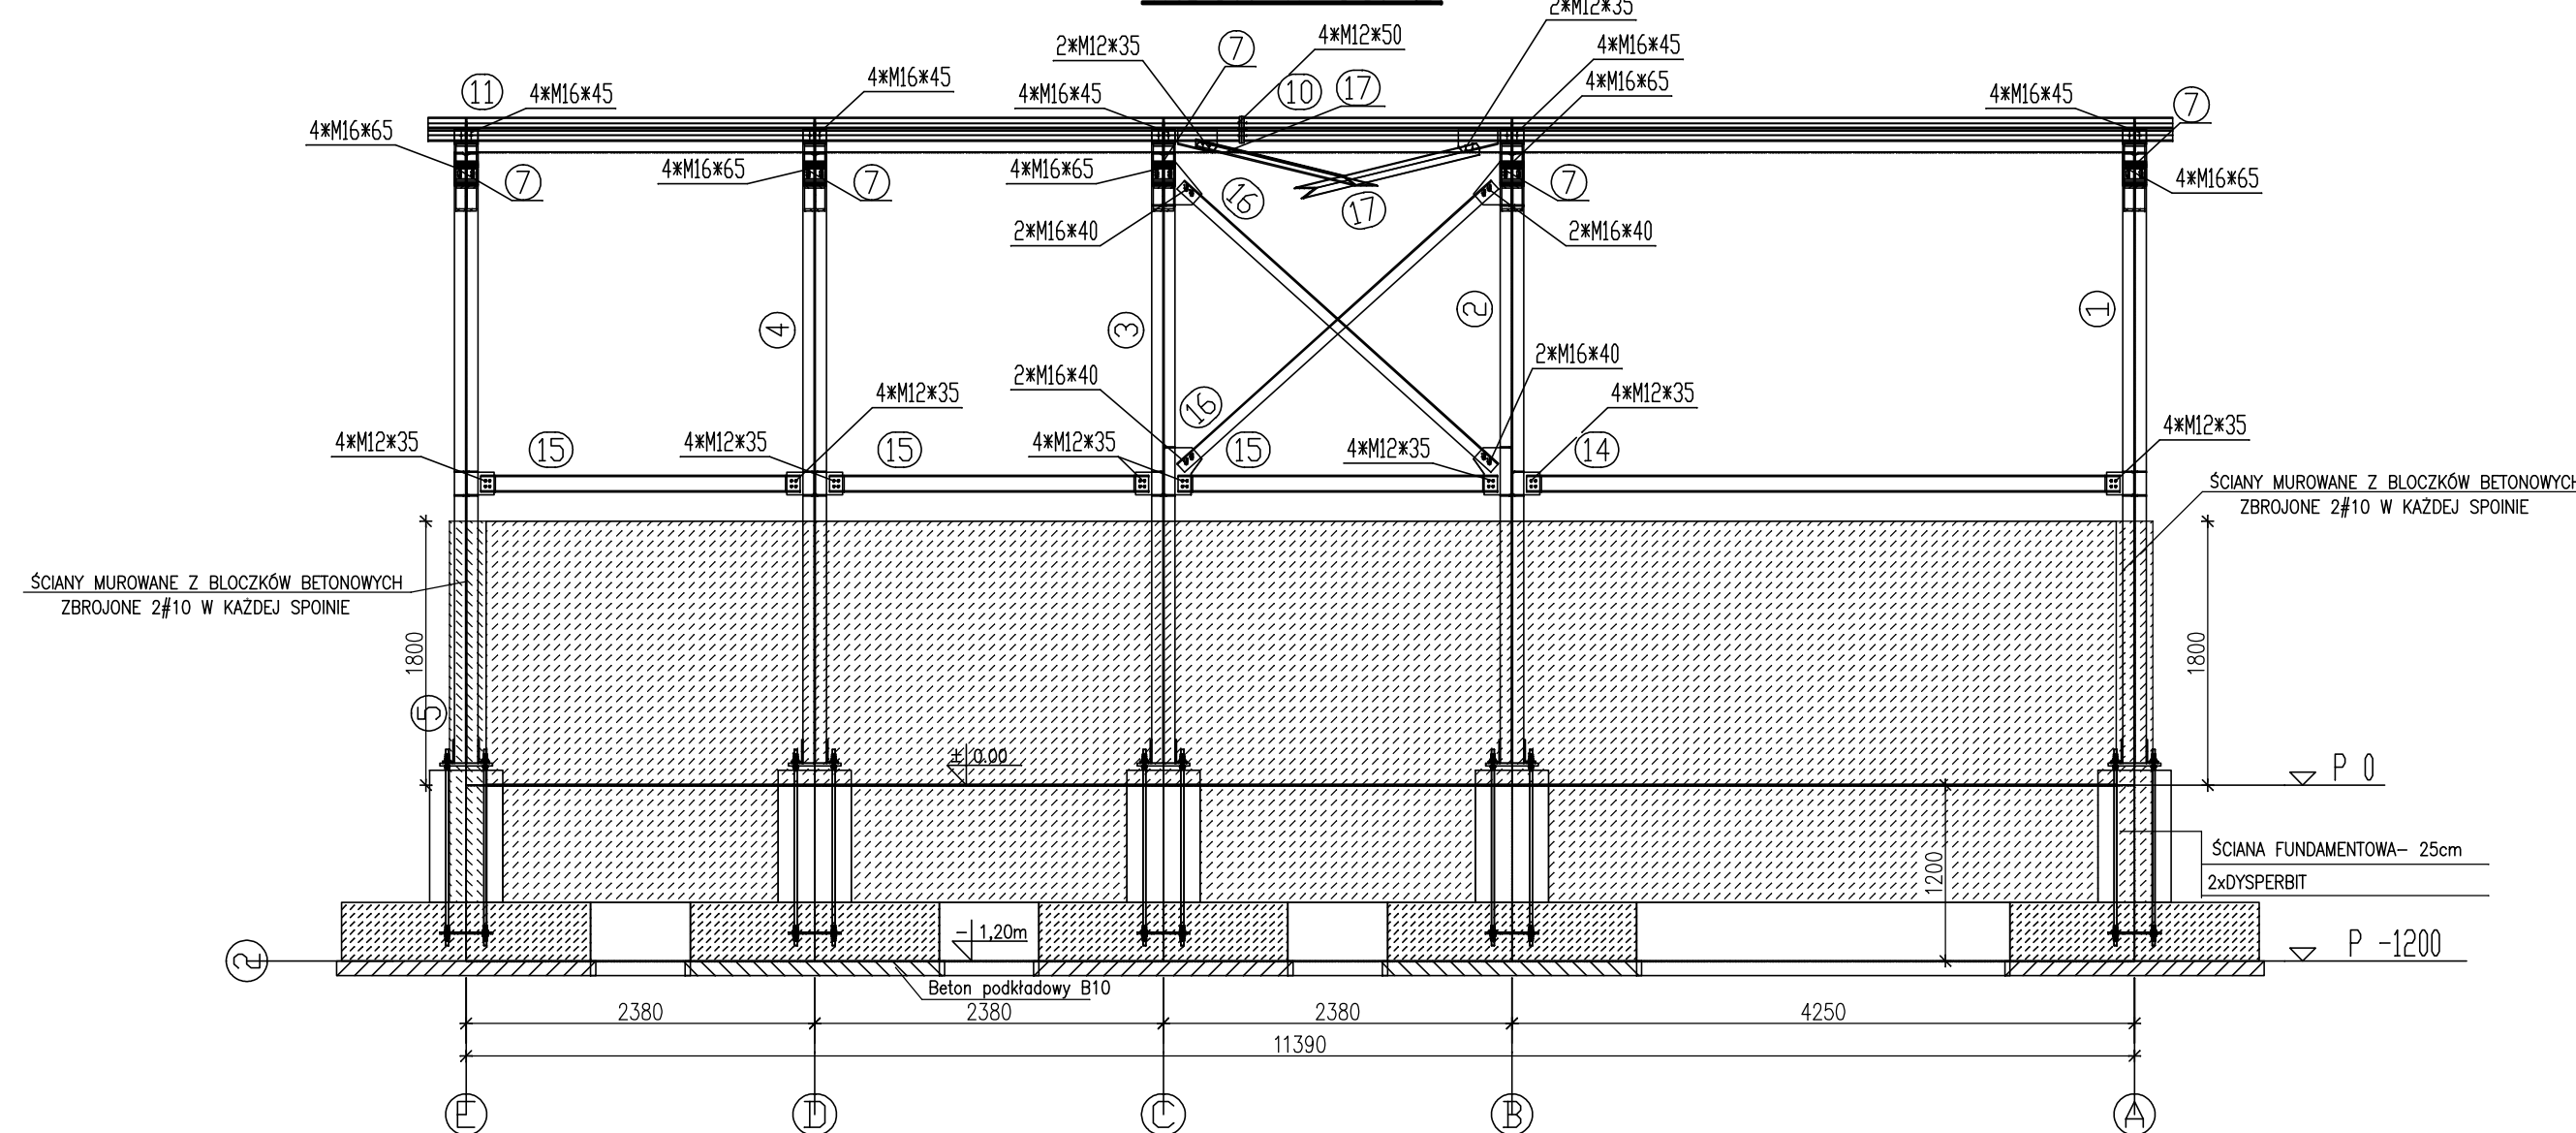 2*M12*35
2*M12*35
7
4*M12*50
4*M16*45
11
4*M16*45
4*M16*45
4*M16*45
10
17
4*M16*65
4*M16*45
7
4*M16*65
4*M16*65
7
4*M16*65
7
4*M16*65
16
17
7
4*M16*65
2*M16*40
2*M16*40
4
3
2
1
2*M16*40
2*M16*40
4*M12*35
16
4*M12*35
4*M12*35
15
4*M12*35
15
4*M12*35
15
4*M12*35
14
4*M12*35
ŚCIANY MUROWANE Z BLOCZKÓW BETONOWYCH
ZBROJONE 2#10 W KAŻDEJ SPOINIE
ŚCIANY MUROWANE Z BLOCZKÓW BETONOWYCH
ZBROJONE 2#10 W KAŻDEJ SPOINIE
1800
1800
5
± 0.00
P 0
1200
ŚCIANA FUNDAMENTOWA- 25cm
2xDYSPERBIT
- 1,20m
P -1200
2
Beton podkładowy B10
2380
2380
2380
4250
11390
E
D
C
B
A